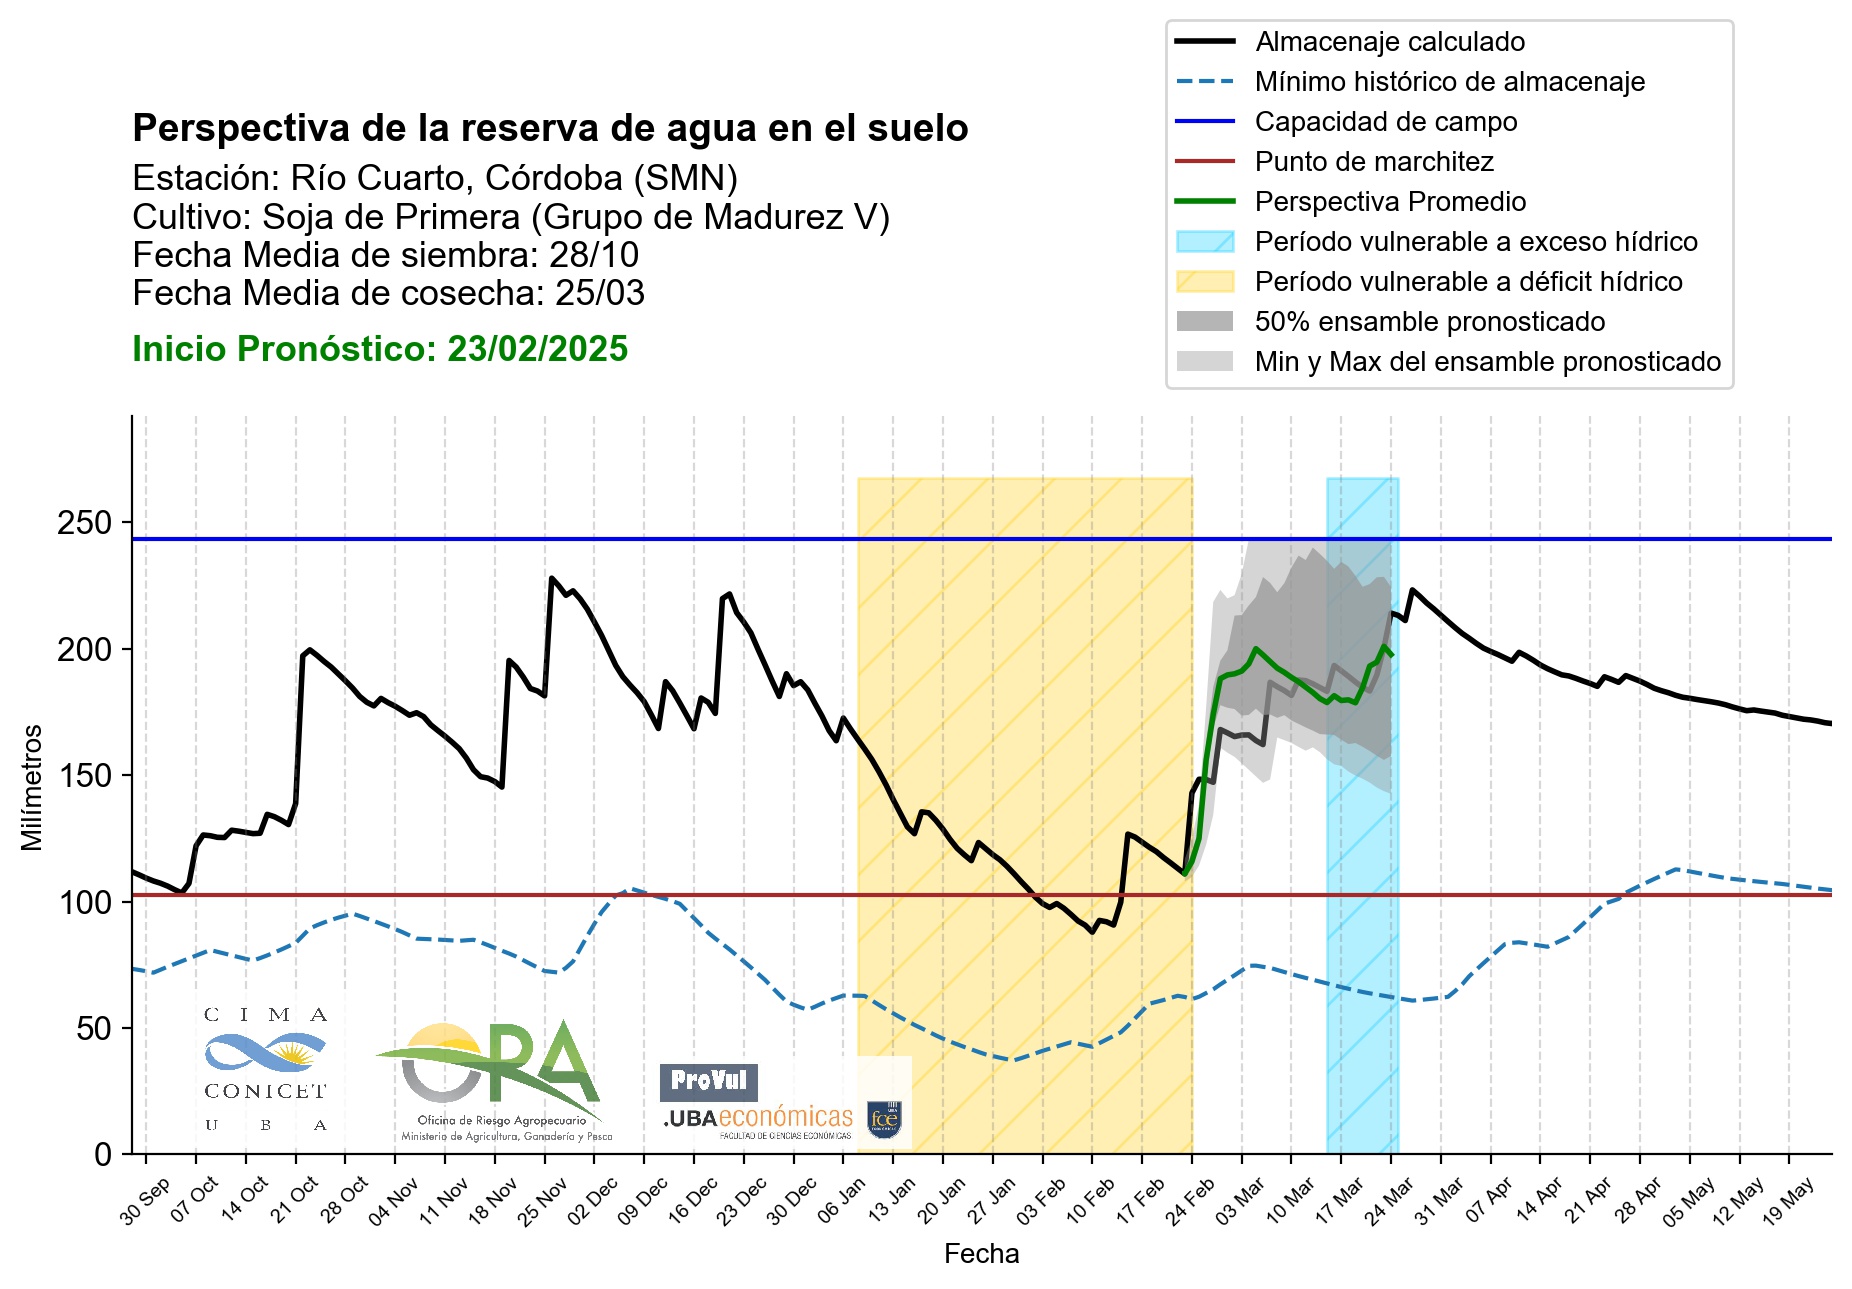 Almacenaje calculado
Mínimo histórico de almacenaje
Capacidad de campo
Punto de marchitez
Perspectiva Promedio
Período vulnerable a exceso hídrico
Período vulnerable a déficit hídrico
50% ensamble pronosticado
Min y Max del ensamble pronosticado
Perspectiva de la reserva de agua en el suelo
Estación: Río Cuarto, Córdoba (SMN)
Cultivo: Soja de Primera (Grupo de Madurez V)
Fecha Media de siembra: 28/10
Fecha Media de cosecha: 25/03
Inicio Pronóstico: 23/02/2025
Milímetros
250
200
150
100
50
0
C I M A
CONICET
U B A
ORA
Oficina de Riesgo Agropecuario
Ministerio de Agricultura, Ganadería y Pesca
ProVul
.UBAeconómicas
FACULTAD DE CIENCIAS ECONÓMICAS
UBA
fce
30 Sep
07 Oct
14 Oct
21 Oct
28 Oct
04 Nov
11 Nov
18 Nov
25 Nov
02 Dec
09 Dec
16 Dec
23 Dec
30 Dec
06 Jan
13 Jan
20 Jan
27 Jan
03 Feb
10 Feb
17 Feb
24 Feb
03 Mar
10 Mar
17 Mar
24 Mar
31 Mar
07 Apr
14 Apr
21 Apr
28 Apr
05 May
12 May
19 May
Fecha